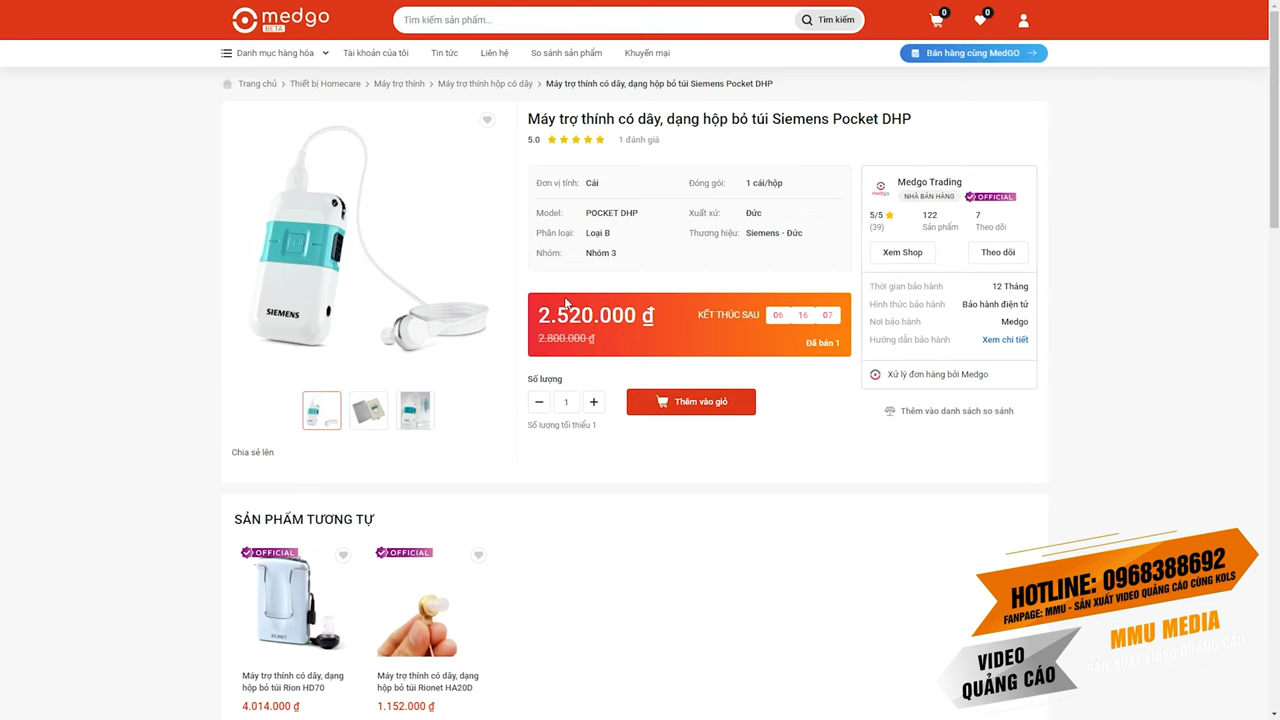 medgo
BETA
Tìm kiếm sản phẩm...
Tìm kiếm
0
0
Danh mục hàng hóa
Tài khoản của tôi
Tin tức
Liên hệ
So sánh sản phẩm
Khuyến mại
Bán hàng cùng MedGO
Trang chủ > Thiết bị Homecare > Máy trợ thính > Máy trợ thính hộp có dây > Máy trợ thính có dây, dạng hộp bỏ túi Siemens Pocket DHP
SIEMENS
Chia sẻ lên
Máy trợ thính có dây, dạng hộp bỏ túi Siemens Pocket DHP
5.0 1 đánh giá
Đơn vị tính: Cái Đóng gói: 1 cái/hộp
Model: POCKET DHP Xuất xứ: Đức
Phân loại: Loại B Thương hiệu: Siemens - Đức
Nhóm: Nhóm 3
2.520.000 ₫
2.800.000 ₫
KẾT THÚC SAU 06 16 07
Đã bán 1
Số lượng
1
Thêm vào giỏ
Số lượng tối thiểu 1
medgo
Medgo Trading
NHÀ BÁN HÀNG OFFICIAL
5/5 122 7
(39) Sản phẩm Theo dõi
Xem Shop Theo dõi
Thời gian bảo hành 12 Tháng
Hình thức bảo hành Bảo hành điện tử
Nơi bảo hành Medgo
Hướng dẫn bảo hành Xem chi tiết
Xử lý đơn hàng bởi Medgo
Thêm vào danh sách so sánh
SẢN PHẨM TƯƠNG TỰ
OFFICIAL
RIONET
Máy trợ thính có dây, dạng
hộp bỏ túi Rion HD70
4.014.000 ₫
OFFICIAL
Máy trợ thính có dây, dạng
hộp bỏ túi Rionet HA20D
1.152.000 ₫
HOTLINE: 0968388692
FANPAGE: MMU - SẢN XUẤT VIDEO QUẢNG CÁO CÙNG KOLS
VIDEO
QUẢNG CÁO
MMU MEDIA
SẢN XUẤT VIDEO QUẢNG CÁO